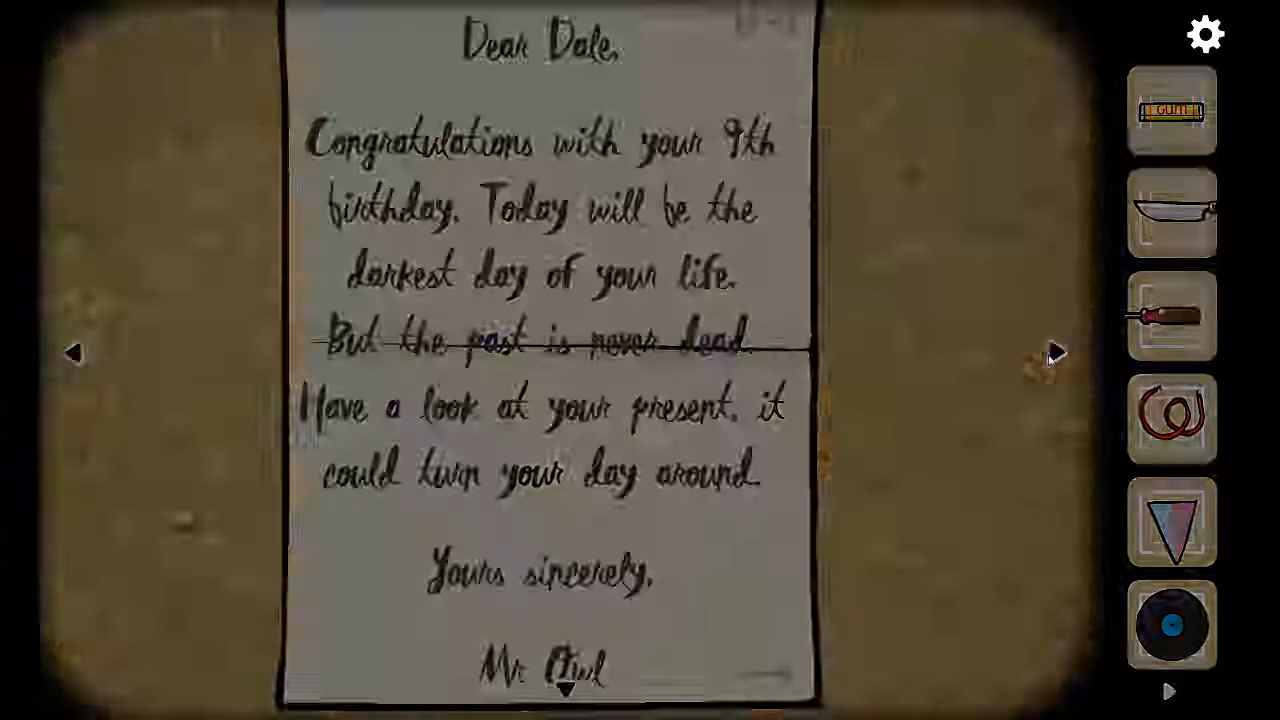 Dear Dale,
Congratulations with your 9th
birthday. Today will be the
darkest day of your life.
But the past is never dead.
Have a look at your present, it
could turn your day around.
Yours sincerely,
Mr. Owl
GUM